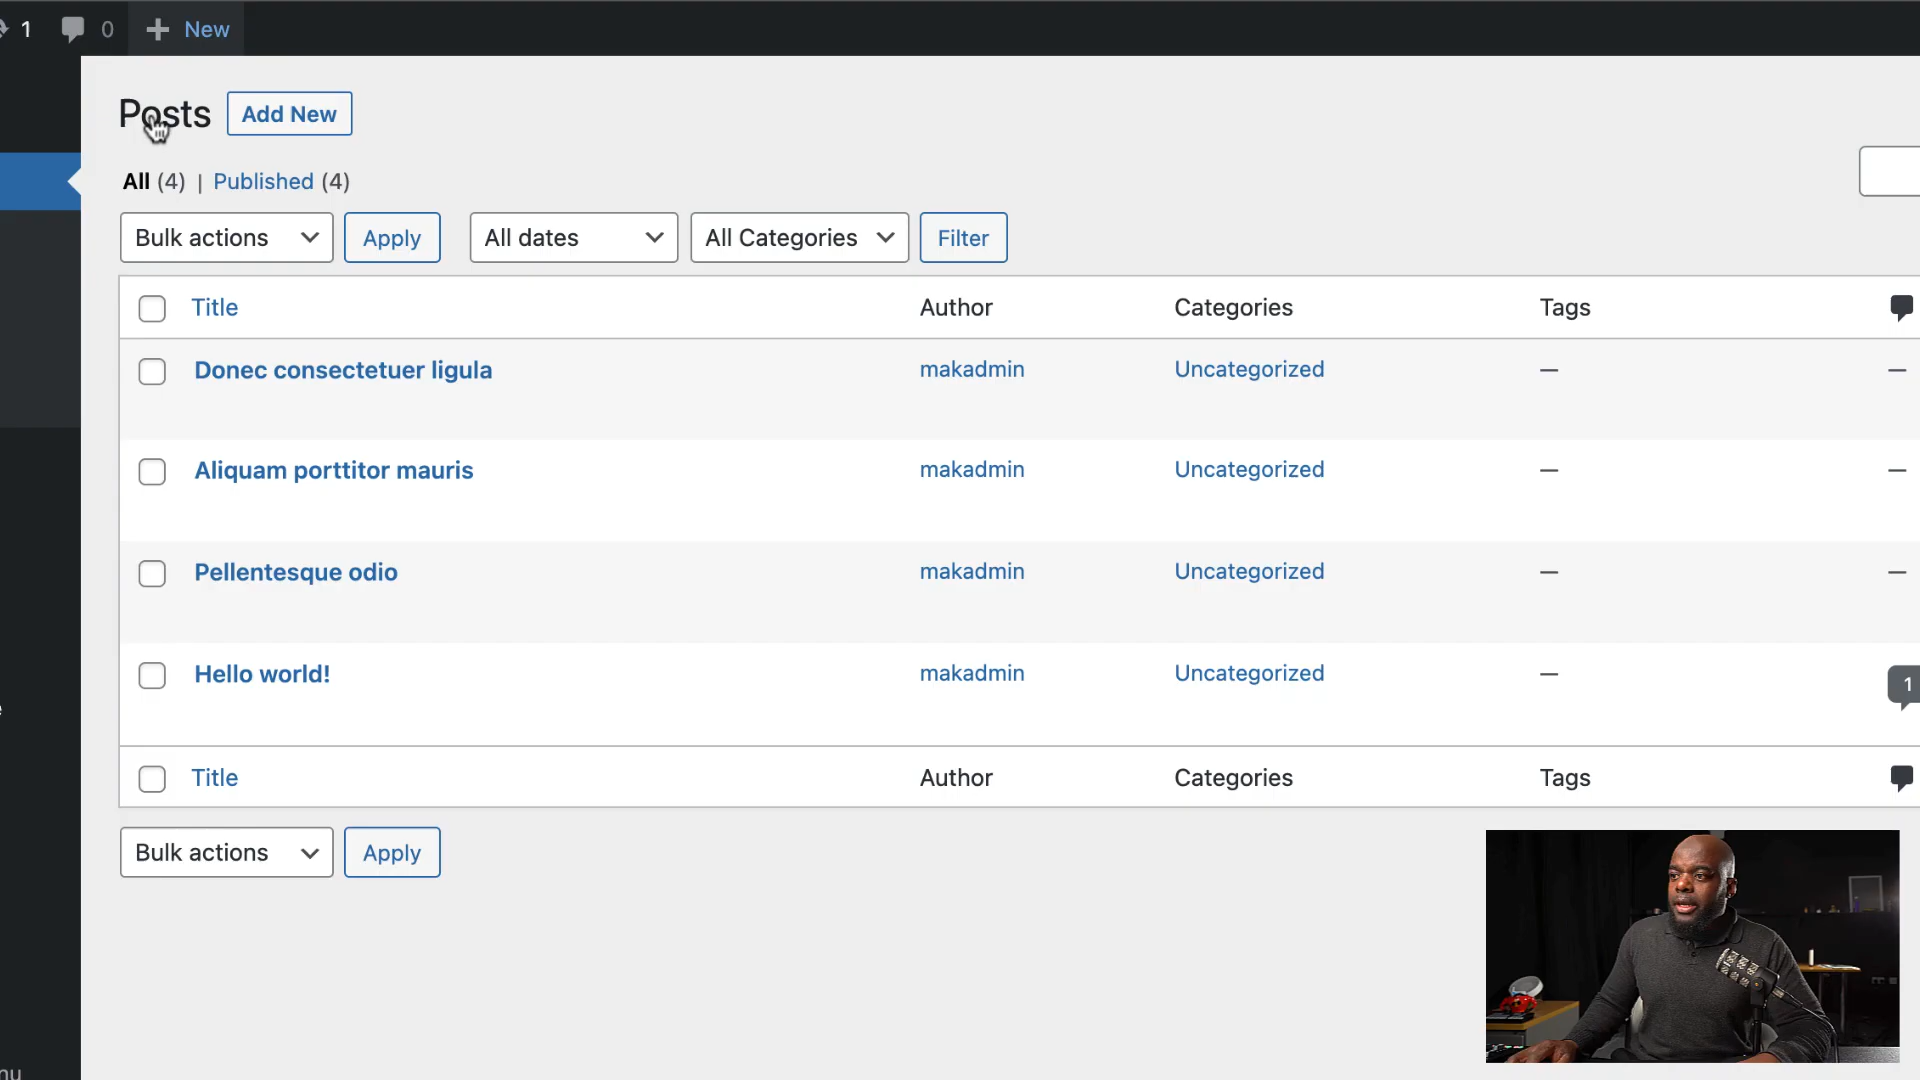 1 0 New
Posts Add New
All (4) | Published (4)
Bulk actions Apply All dates All Categories Filter
Title Author Categories Tags
Donec consectetuer ligula makadmin Uncategorized — —
Aliquam porttitor mauris makadmin Uncategorized — —
Pellentesque odio makadmin Uncategorized — —
Hello world! makadmin Uncategorized — 1
Title Author Categories Tags
Bulk actions Apply